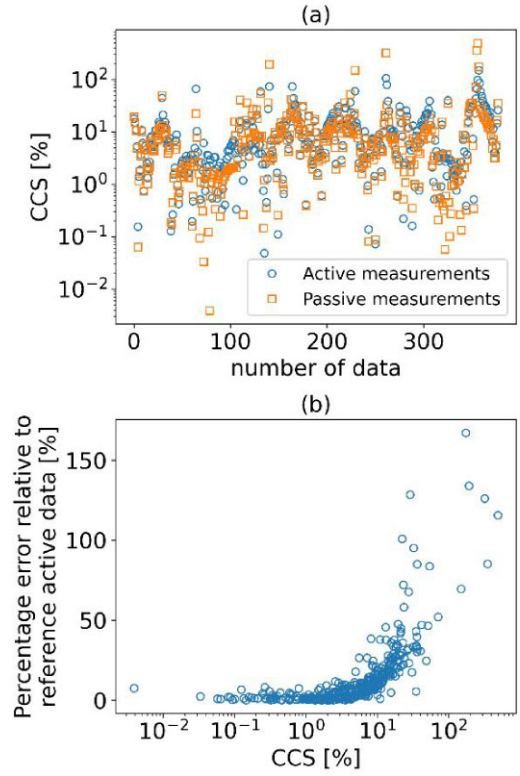 (a)
CCS [%]
10²
10¹
10⁰
10⁻¹
10⁻²
Active measurements
Passive measurements
0 100 200 300
number of data
(b)
Percentage error relative to
reference active data [%]
150
100
50
0
10⁻² 10⁻¹ 10⁰ 10¹ 10²
CCS [%]